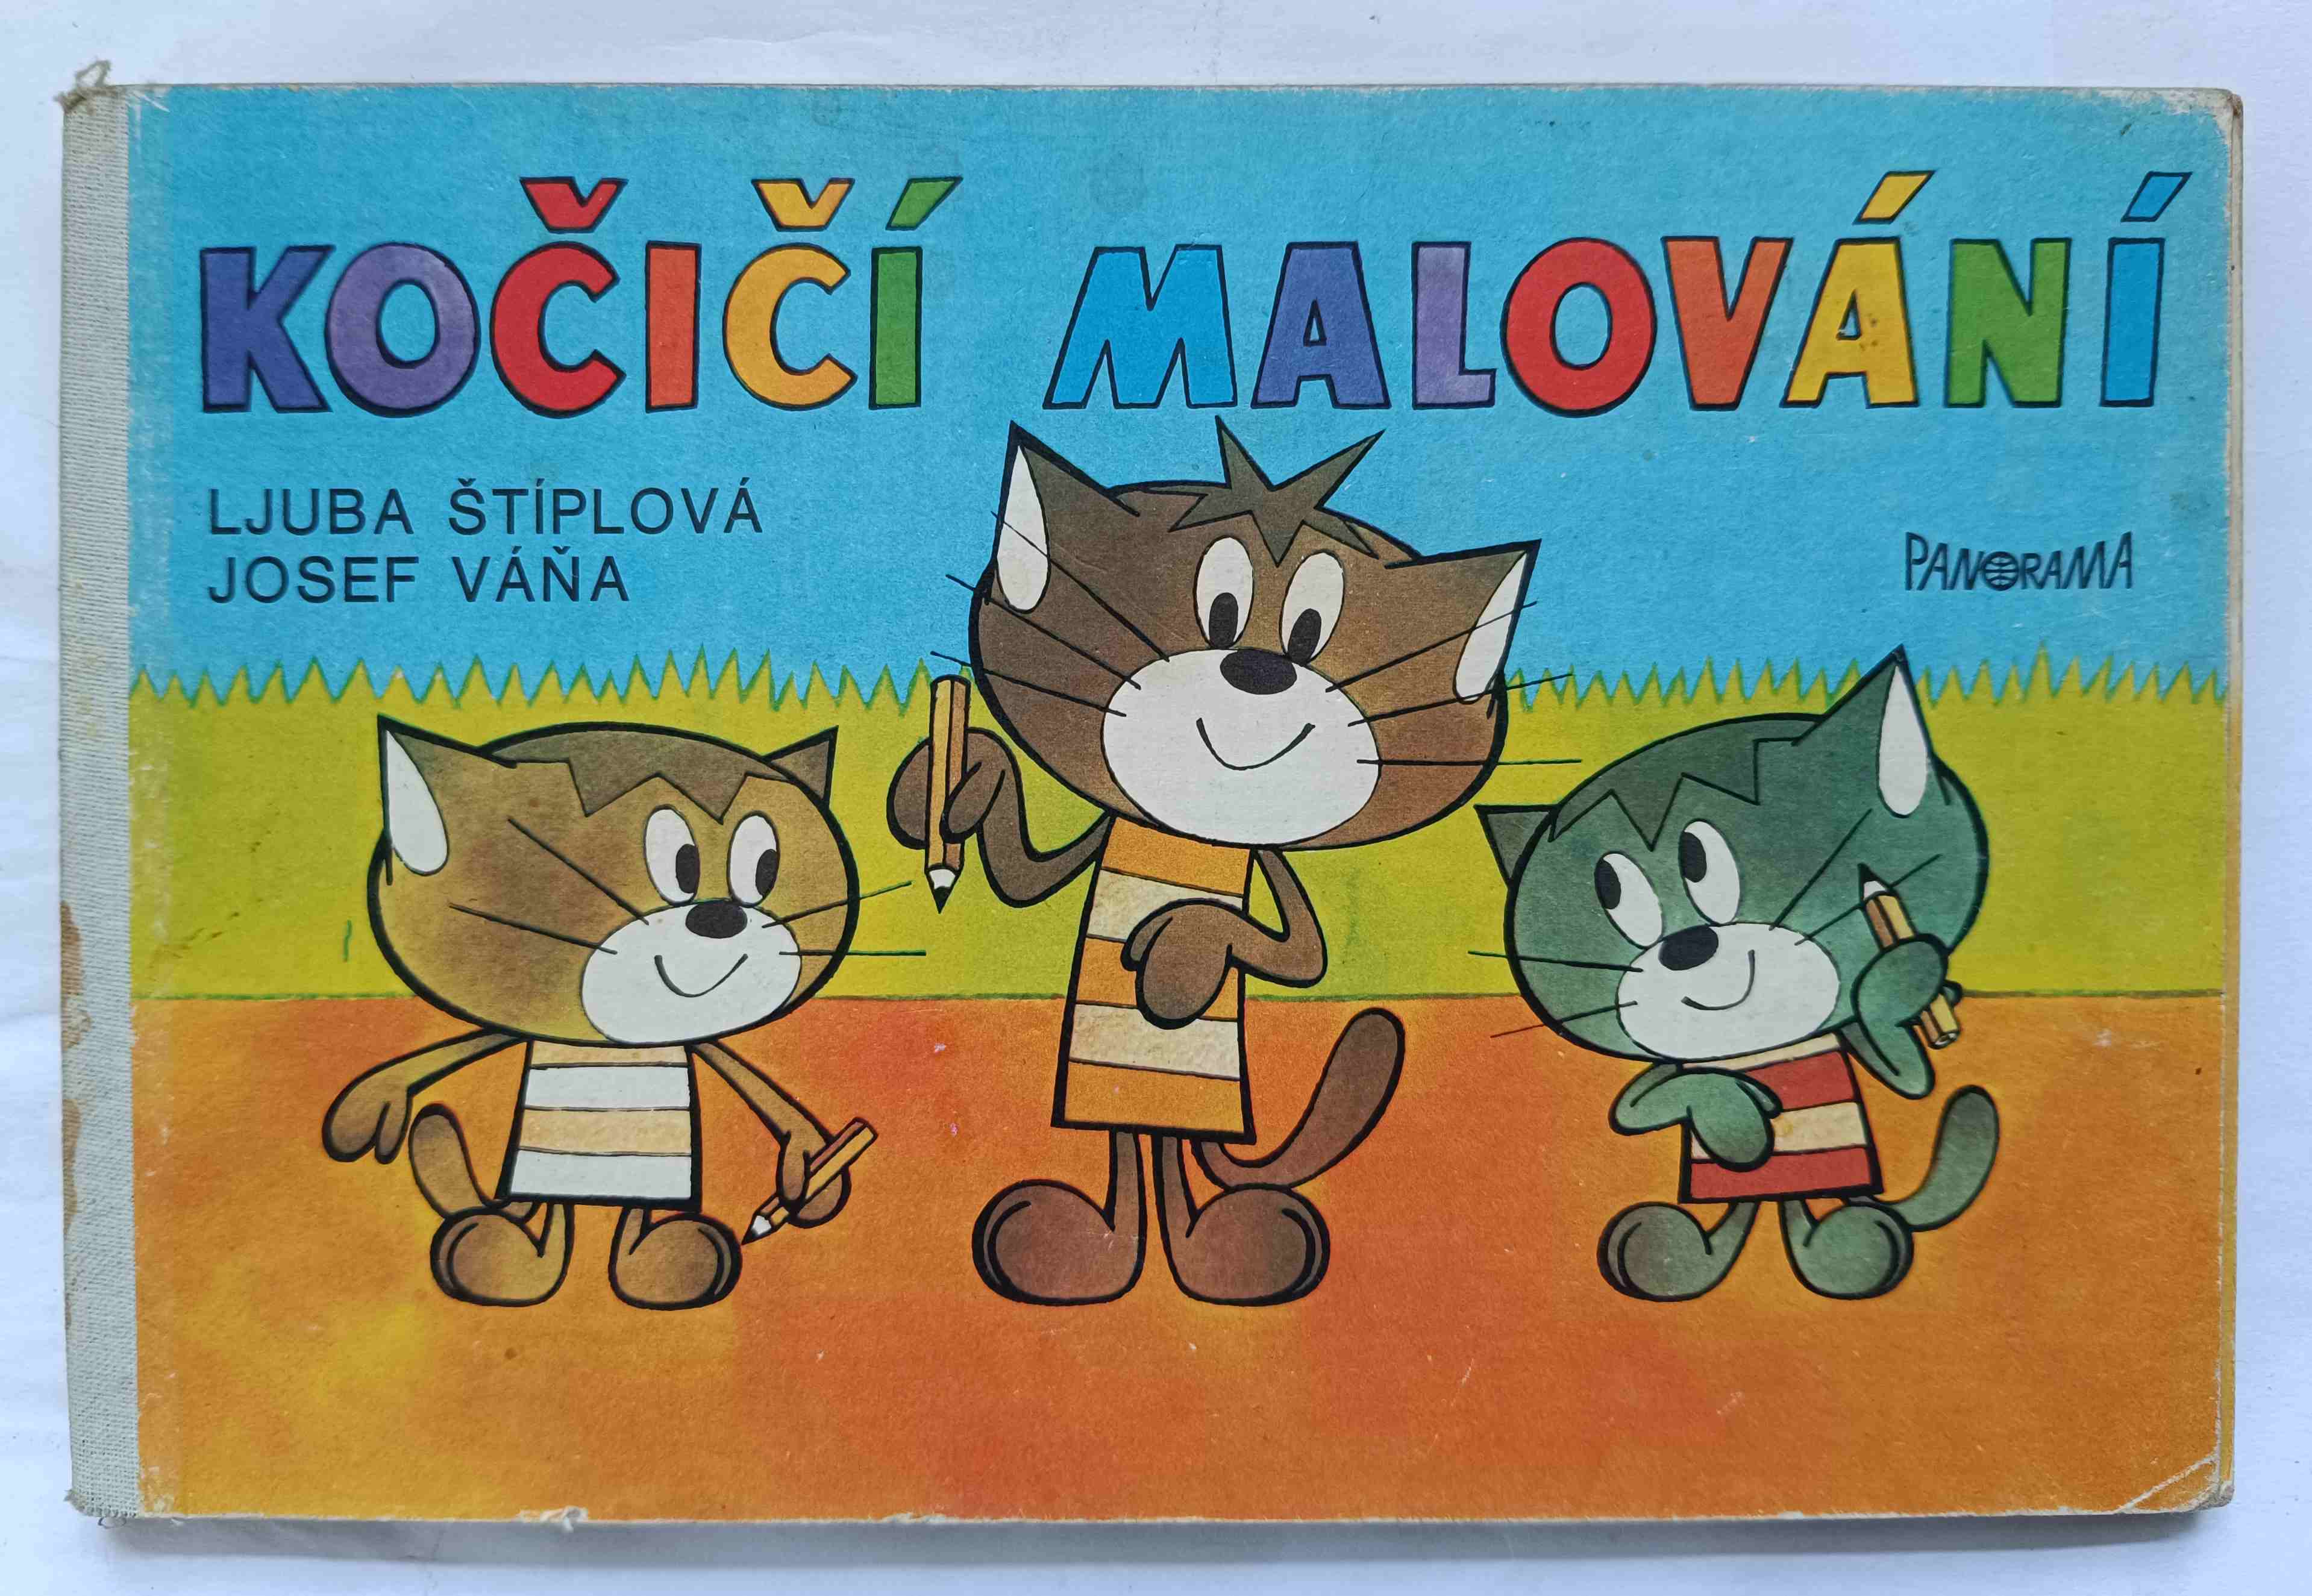 KOČIČÍ MALOVÁNÍ
LJUBA ŠTÍPLOVÁ
JOSEF VÁŇA
PANORAMA